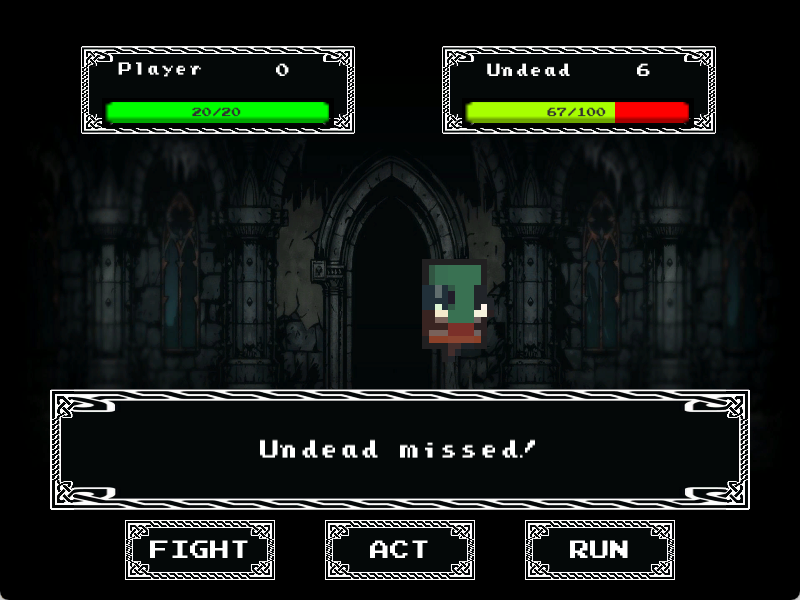 Player 0
20/20
Undead 6
67/100
Undead missed!
FIGHT ACT RUN